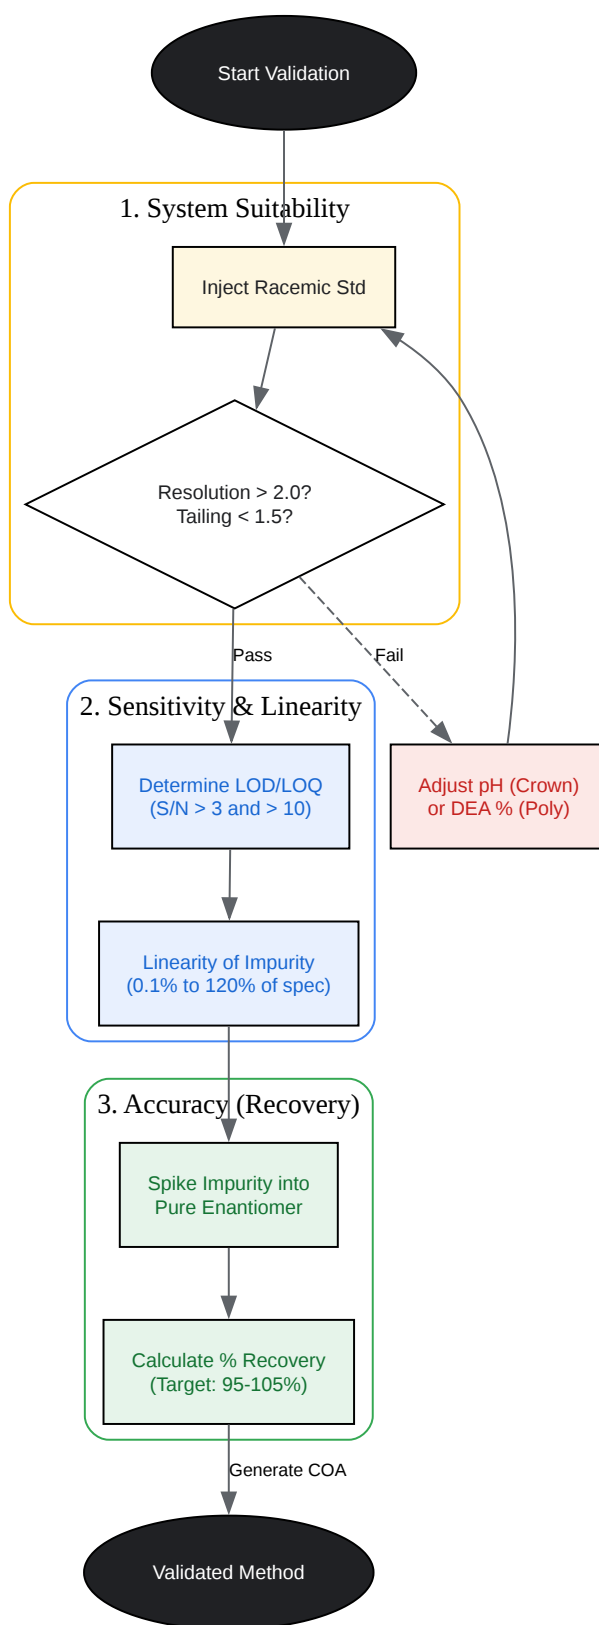 Start Validation
1. System Suitability
Inject Racemic Std
Resolution > 2.0?
Tailing < 1.5?
Pass
Fail
2. Sensitivity & Linearity
Determine LOD/LOQ
(S/N > 3 and > 10)
Adjust pH (Crown)
or DEA % (Poly)
Linearity of Impurity
(0.1% to 120% of spec)
3. Accuracy (Recovery)
Spike Impurity into
Pure Enantiomer
Calculate % Recovery
(Target: 95-105%)
Generate COA
Validated Method